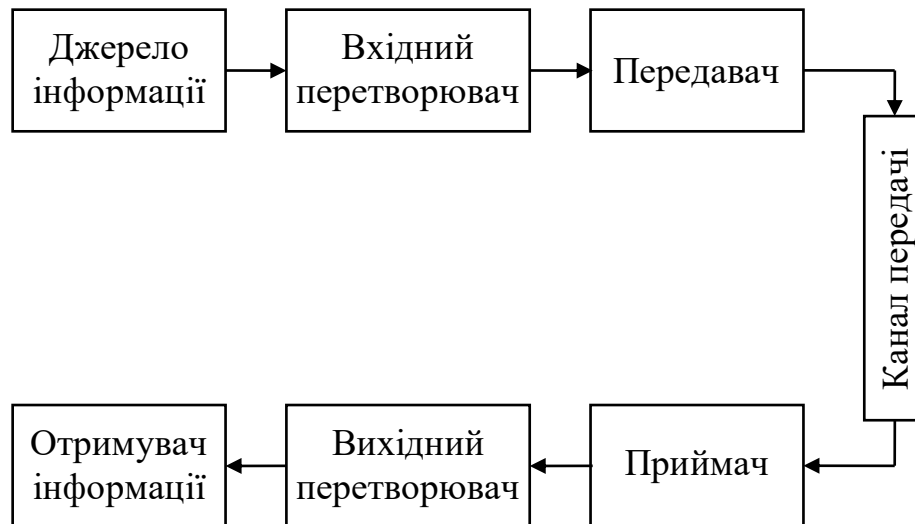 Джерело
інформації
Вхідний
перетворювач
Передавач
Канал передачі
Отримувач
інформації
Вихідний
перетворювач
Приймач